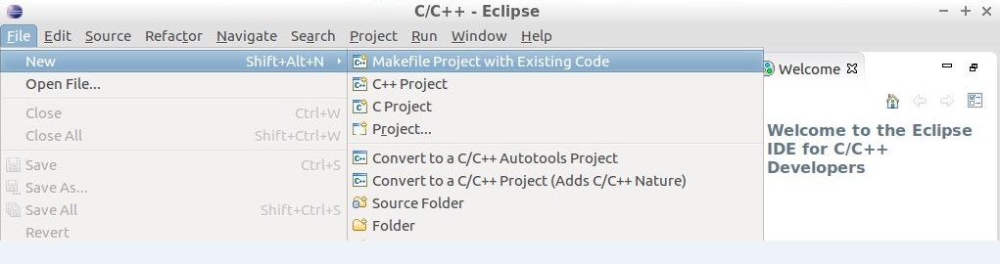 C/C++ - Eclipse
File Edit Source Refactor Navigate Search Project Run Window Help
New Shift+Alt+N
Open File...
Close Ctrl+W
Close All Shift+Ctrl+W
Save Ctrl+S
Save As...
Save All Shift+Ctrl+S
Revert
Makefile Project with Existing Code
C++ Project
C Project
Project...
Convert to a C/C++ Autotools Project
Convert to a C/C++ Project (Adds C/C++ Nature)
Source Folder
Folder
Welcome
Welcome to the Eclipse
IDE for C/C++
Developers